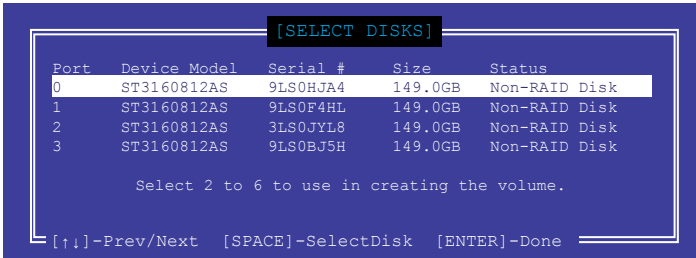 [SELECT DISKS]
Port Device Model Serial # Size Status
0 ST3160812AS 9LS0HJA4 149.0GB Non-RAID Disk
1 ST3160812AS 9LS0F4HL 149.0GB Non-RAID Disk
2 ST3160812AS 3LS0JYL8 149.0GB Non-RAID Disk
3 ST3160812AS 9LS0BJ5H 149.0GB Non-RAID Disk
Select 2 to 6 to use in creating the volume.
[↑↓]-Prev/Next [SPACE]-SelectDisk [ENTER]-Done